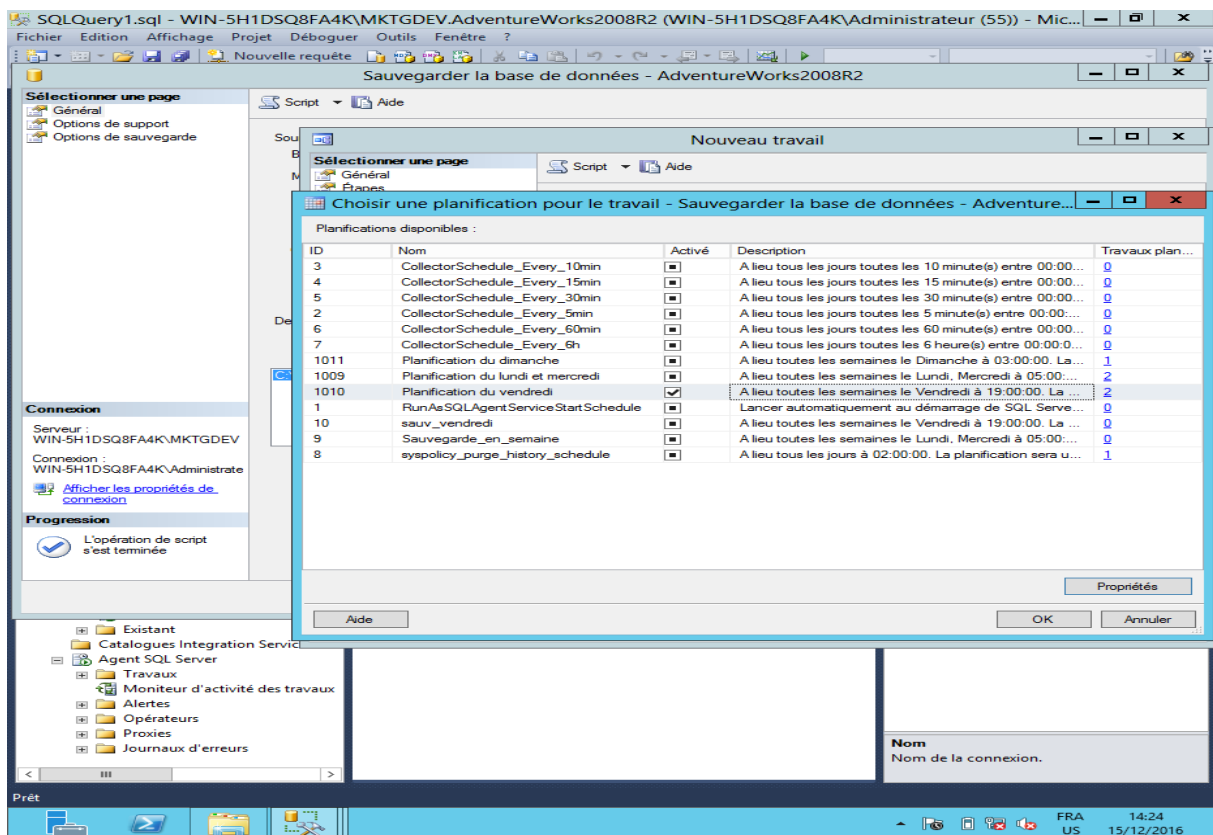 SQLQuery1.sql - WIN-5H1DSQ8FA4K\MKTGDEV.AdventureWorks2008R2 (WIN-5H1DSQ8FA4K\Administrateur (55)) - Mic...
Fichier Edition Affichage Projet Déboguer Outils Fenêtre ?
Nouvelle requête
Sauvegarder la base de données - AdventureWorks2008R2
Sélectionner une page
Général
Options de support
Options de sauvegarde
Script Aide
Sou
B
M
De
C:\
Nouveau travail
Sélectionner une page
Général
Étapes
Script Aide
Choisir une planification pour le travail - Sauvegarder la base de données - Adventure...
Planifications disponibles :
ID Nom Activé Description Travaux plan...
3 CollectorSchedule_Every_10min A lieu tous les jours toutes les 10 minute(s) entre 00:00... 0
4 CollectorSchedule_Every_15min A lieu tous les jours toutes les 15 minute(s) entre 00:00... 0
5 CollectorSchedule_Every_30min A lieu tous les jours toutes les 30 minute(s) entre 00:00... 0
2 CollectorSchedule_Every_5min A lieu tous les jours toutes les 5 minute(s) entre 00:00:... 0
6 CollectorSchedule_Every_60min A lieu tous les jours toutes les 60 minute(s) entre 00:00... 0
7 CollectorSchedule_Every_6h A lieu tous les jours toutes les 6 heure(s) entre 00:00:0... 0
1011 Planification du dimanche A lieu toutes les semaines le Dimanche à 03:00:00. La... 1
1009 Planification du lundi et mercredi A lieu toutes les semaines le Lundi, Mercredi à 05:00:... 2
1010 Planification du vendredi A lieu toutes les semaines le Vendredi à 19:00:00. La ... 2
1 RunAsSQLAgentServiceStartSchedule Lancer automatiquement au démarrage de SQL Serve... 0
10 sauv_vendredi A lieu toutes les semaines le Vendredi à 19:00:00. La ... 0
9 Sauvegarde_en_semaine A lieu toutes les semaines le Lundi, Mercredi à 05:00:... 0
8 syspolicy_purge_history_schedule A lieu tous les jours à 02:00:00. La planification sera u... 1
Connexion
Serveur :
WIN-5H1DSQ8FA4K\MKTGDEV
Connexion :
WIN-5H1DSQ8FA4K\Administrate
Afficher les propriétés de
connexion
Progression
L'opération de script
s'est terminée
Propriétés
Aide OK Annuler
Existant
Catalogues Integration Servic
Agent SQL Server
Travaux
Moniteur d'activité des travaux
Alertes
Opérateurs
Proxies
Journaux d'erreurs
Nom
Nom de la connexion.
Prêt
FRA 14:24
US 15/12/2016